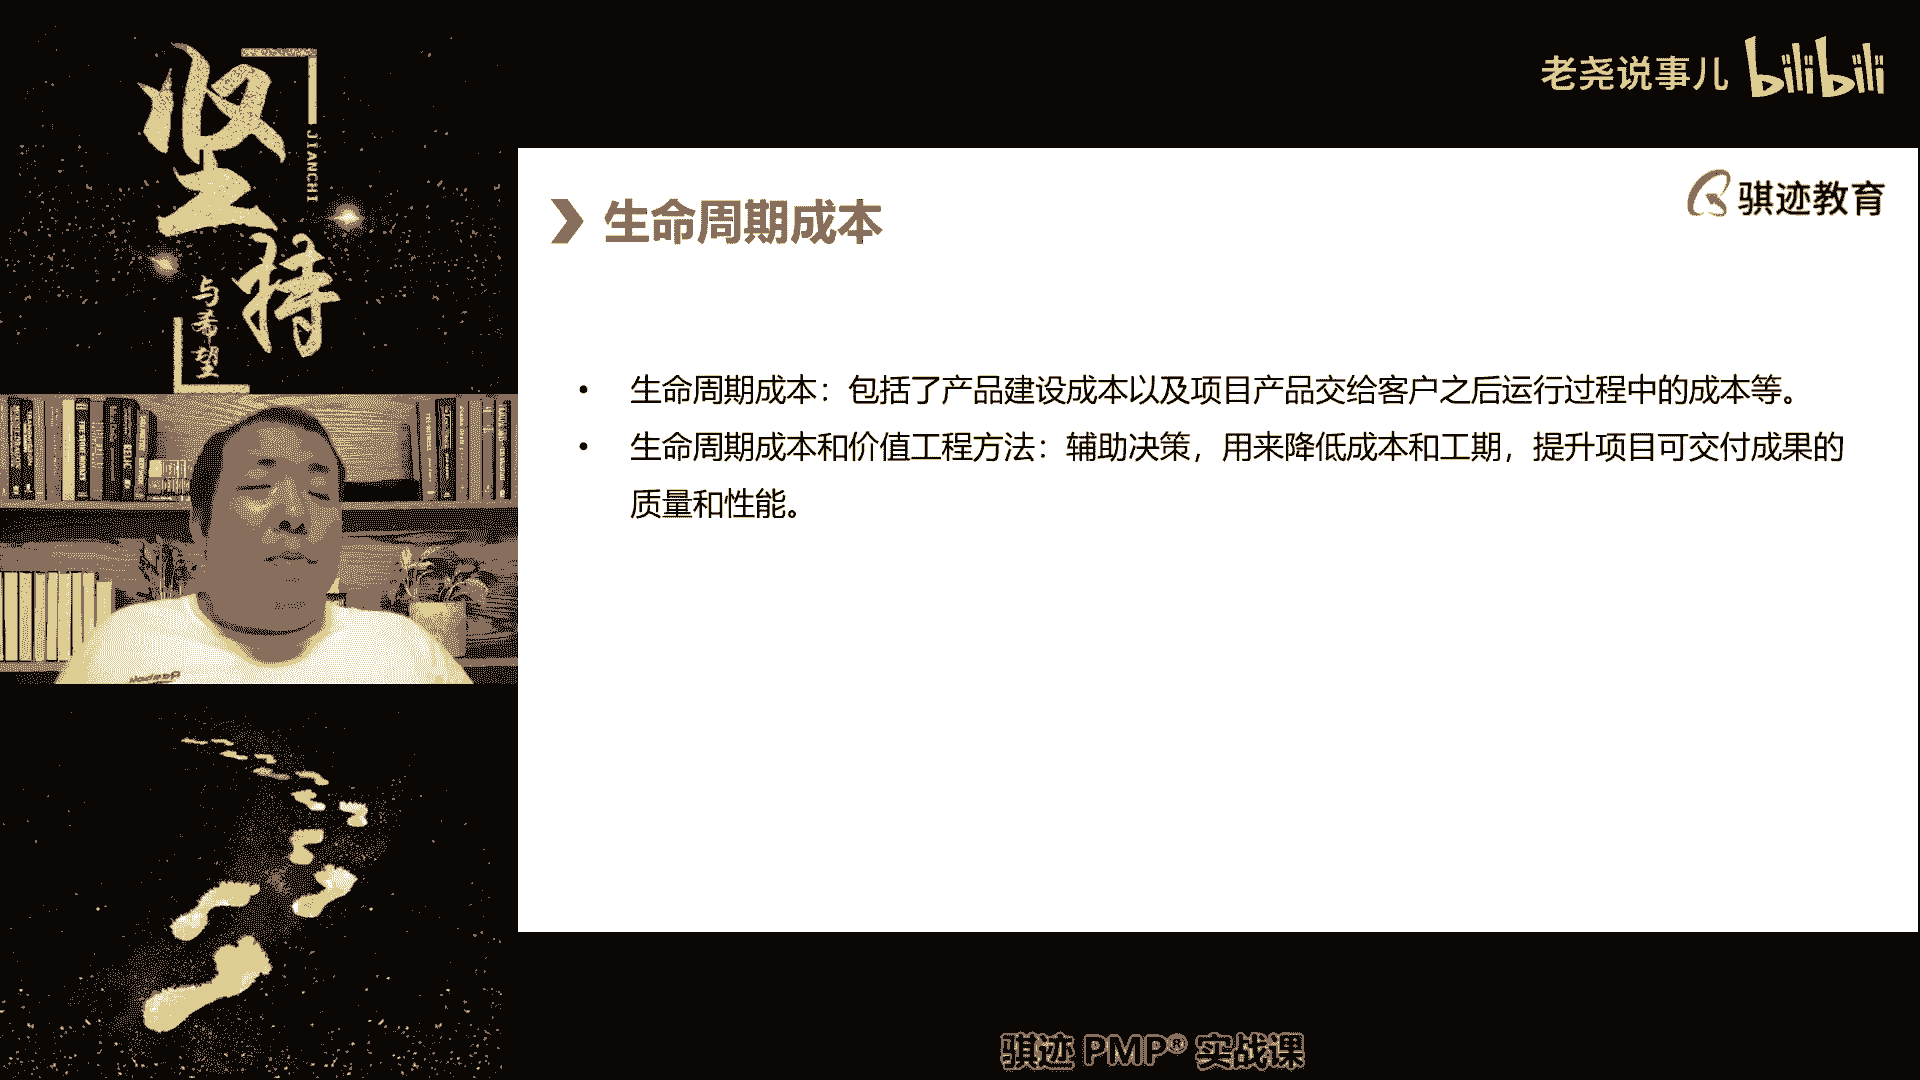 坚持
JIANCHI
与希望
老尧说事儿 bilibili
骐迹教育
生命周期成本
• 生命周期成本：包括了产品建设成本以及项目产品交给客户之后运行过程中的成本等。
• 生命周期成本和价值工程方法：辅助决策，用来降低成本和工期，提升项目可交付成果的
质量和性能。
骐迹 PMP® 实战课